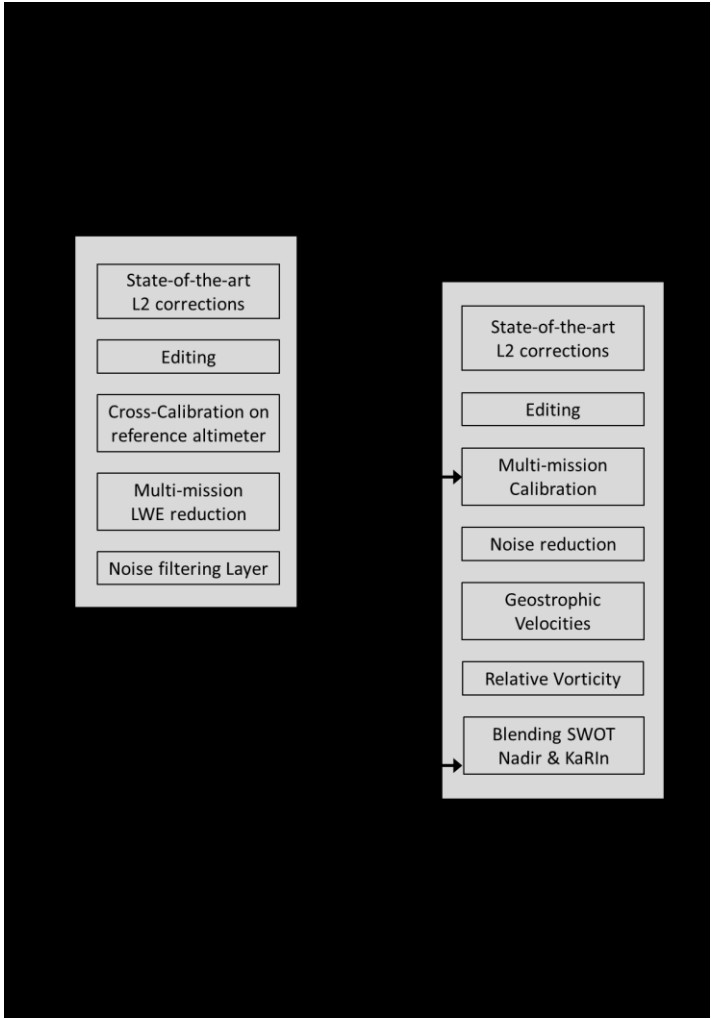 State-of-the-art
L2 corrections
Editing
Cross-Calibration on
reference altimeter
Multi-mission
LWE reduction
Noise filtering Layer
State-of-the-art
L2 corrections
Editing
Multi-mission
Calibration
Noise reduction
Geostrophic
Velocities
Relative Vorticity
Blending SWOT
Nadir & KaRIn